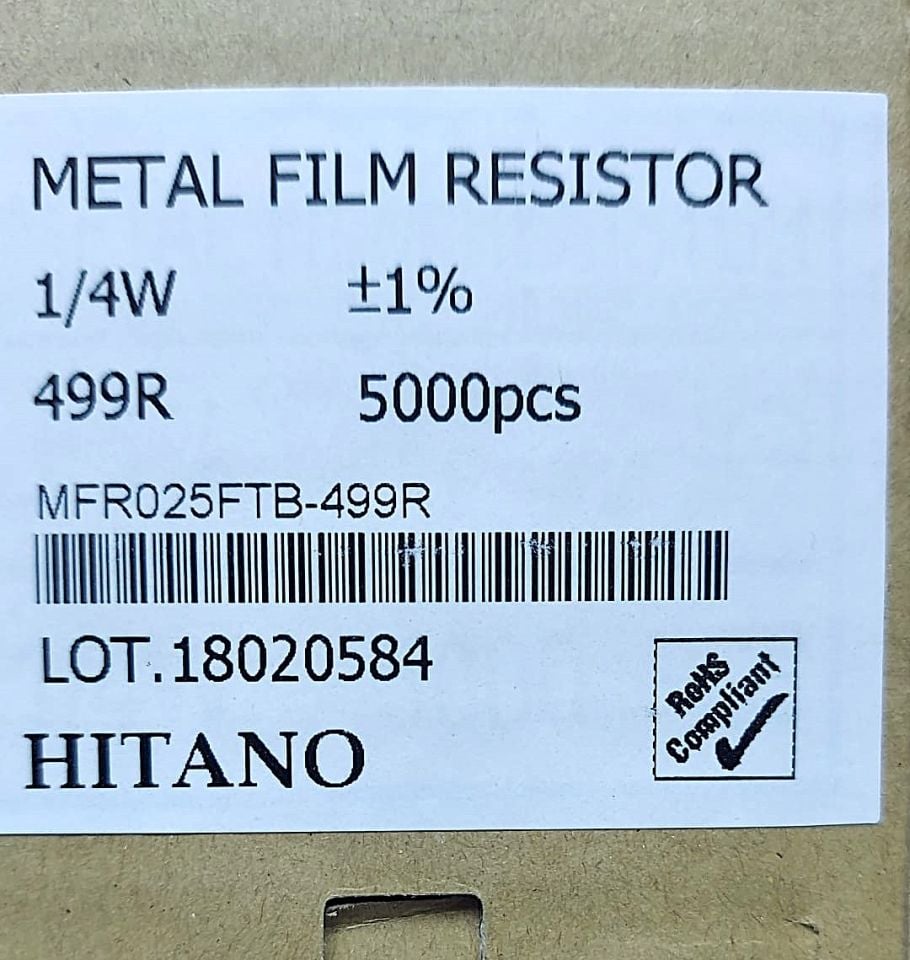 METAL FILM RESISTOR
1/4W ±1%
499R 5000pcs
MFR025FTB-499R
LOT.18020584
HITANO
RoHS
Compliant